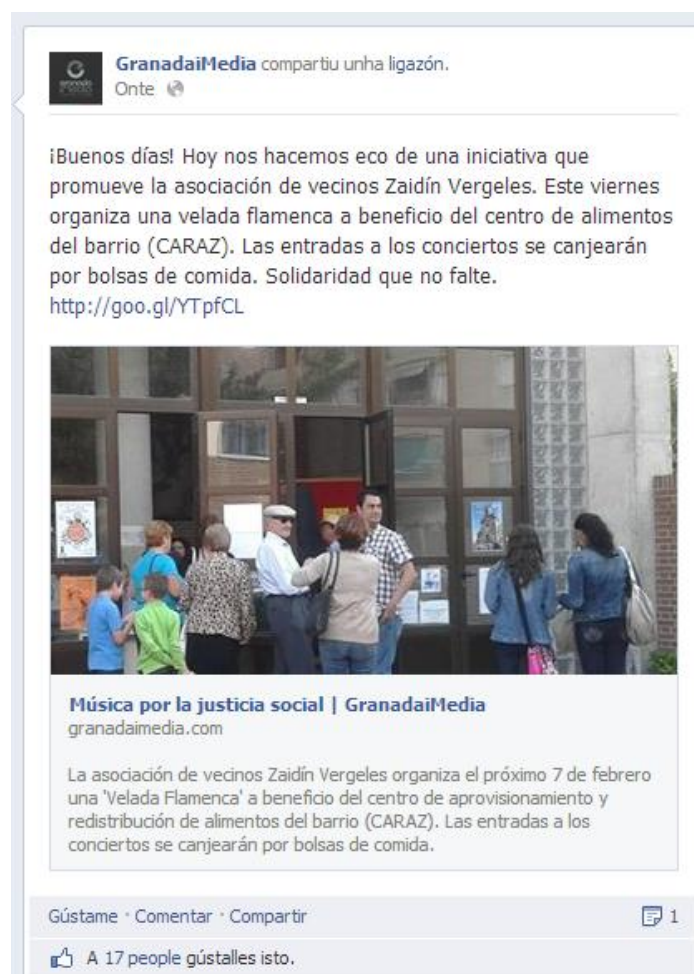 GranadaiMedia compartiu unha ligazón.
Onte
¡Buenos días! Hoy nos hacemos eco de una iniciativa que
promueve la asociación de vecinos Zaidín Vergeles. Este viernes
organiza una velada flamenca a beneficio del centro de alimentos
del barrio (CARAZ). Las entradas a los conciertos se canjearán
por bolsas de comida. Solidaridad que no falte.
http://goo.gl/YTpfCL
Música por la justicia social | GranadaiMedia
granadaimedia.com
La asociación de vecinos Zaidín Vergeles organiza el próximo 7 de febrero
una 'Velada Flamenca' a beneficio del centro de aprovisionamiento y
redistribución de alimentos del barrio (CARAZ). Las entradas a los
conciertos se canjearán por bolsas de comida.
Gústame · Comentar · Compartir 1
A 17 people gústalles isto.